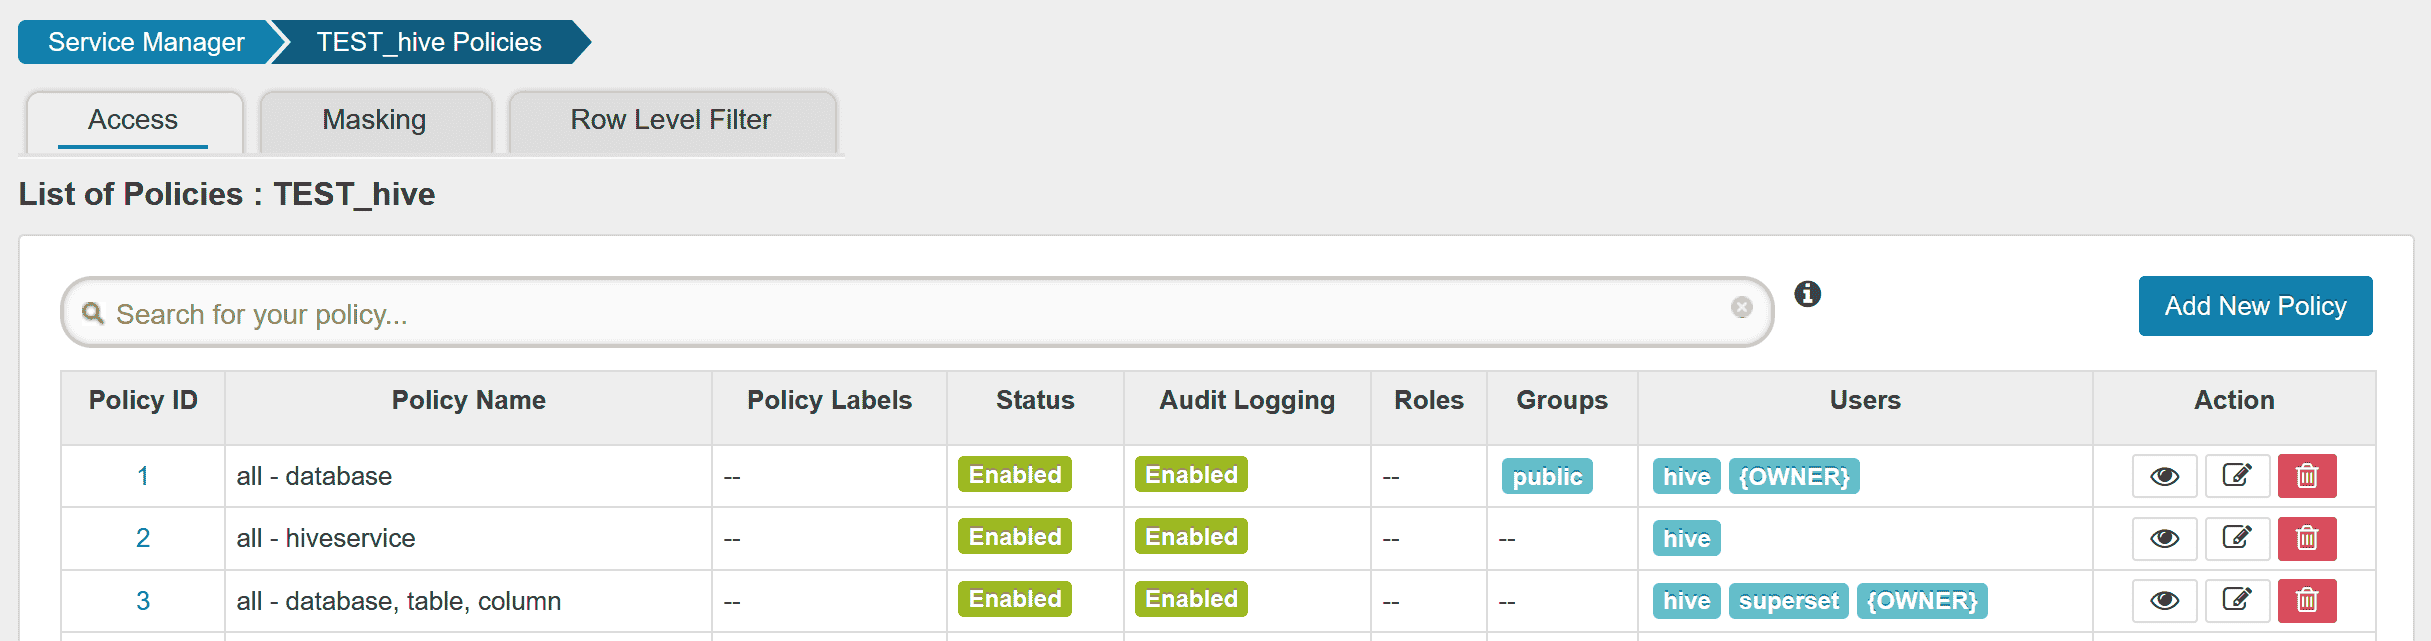 Service Manager TEST_hive Policies
Access Masking Row Level Filter
List of Policies : TEST_hive
Search for your policy... Add New Policy
Policy ID Policy Name Policy Labels Status Audit Logging Roles Groups Users Action
1 all - database -- Enabled Enabled -- public hive {OWNER}
2 all - hiveservice -- Enabled Enabled -- -- hive
3 all - database, table, column -- Enabled Enabled -- -- hive superset {OWNER}